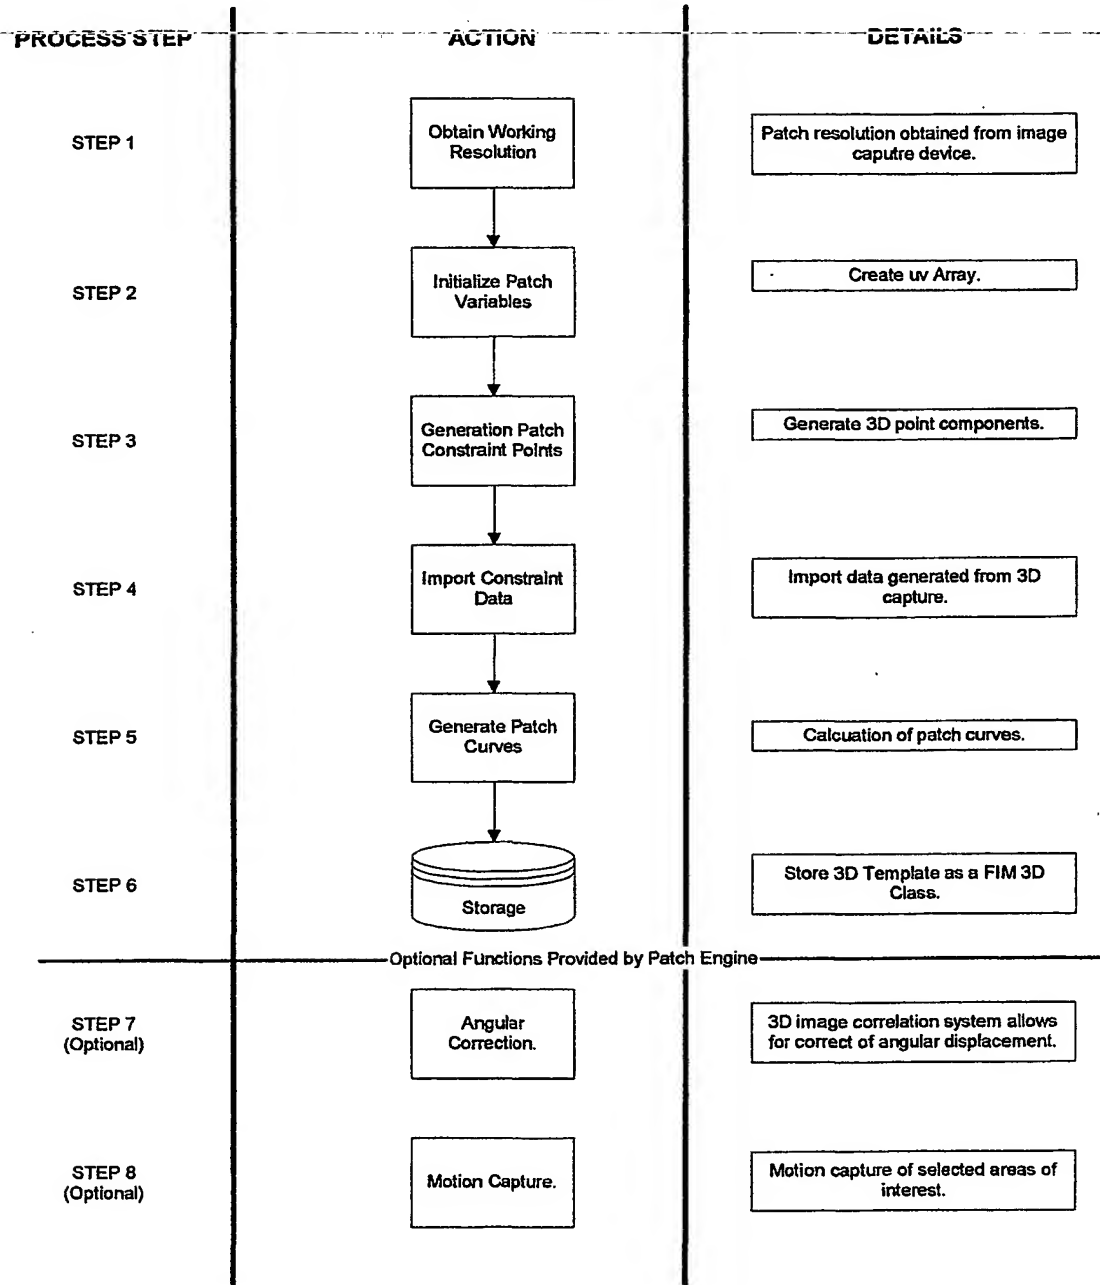 PROCESS STEP
ACTION
DETAILS
STEP 1
Obtain Working
Resolution
Patch resolution obtained from image
caputre device.
STEP 2
Initialize Patch
Variables
Create uv Array.
STEP 3
Generation Patch
Constraint Points
Generate 3D point components.
STEP 4
Import Constraint
Data
Import data generated from 3D
capture.
STEP 5
Generate Patch
Curves
Calcuation of patch curves.
STEP 6
Storage
Store 3D Template as a FIM 3D
Class.
Optional Functions Provided by Patch Engine
STEP 7
(Optional)
Angular
Correction.
3D image correlation system allows
for correct of angular displacement.
STEP 8
(Optional)
Motion Capture.
Motion capture of selected areas of
interest.